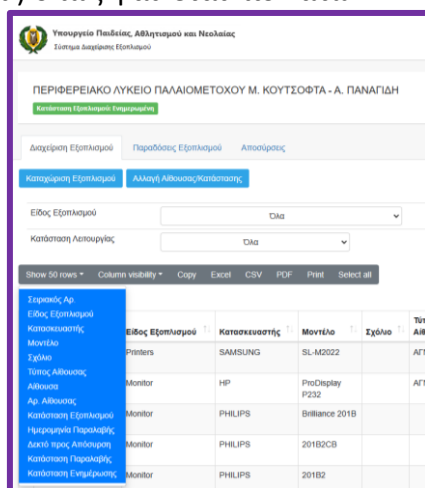 Υπουργείο Παιδείας, Αθλητισμού και Νεολαίας
Σύστημα Διαχείρισης Εξοπλισμού
ΠΕΡΙΦΕΡΕΙΑΚΟ ΛΥΚΕΙΟ ΠΑΛΑΙΟΜΕΤΟΧΟΥ Μ. ΚΟΥΤΣΟΦΤΑ - Α. ΠΑΝΑΓΙΔΗ
Κατάσταση Εξοπλισμού: Ενημερωμένη
Διαχείριση Εξοπλισμού Παραδόσεις Εξοπλισμού Αποσύρσεις
Καταχώριση Εξοπλισμού Αλλαγή Αίθουσας/Κατάστασης
Είδος Εξοπλισμού Όλα
Κατάσταση Λειτουργίας Όλα
Show 50 rows Column visibility Copy Excel CSV PDF Print Select all
Σειριακός Αρ.
Είδος Εξοπλισμού
Κατασκευαστής
Μοντέλο
Σχόλιο
Τύπος Αίθουσας
Αίθουσα
Αρ. Αίθουσας
Κατάσταση Εξοπλισμού
Ημερομηνία Παραλαβής
Δεκτό προς Απόσυρση
Κατάσταση Παραλαβής
Κατάσταση Ενημέρωσης
Είδος Εξοπλισμού Κατασκευαστής Μοντέλο Σχόλιο
Printers SAMSUNG SL-M2022
Monitor HP ProDisplay P232
Monitor PHILIPS Brilliance 201B
Monitor PHILIPS 201B2CB
Monitor PHILIPS 201B2